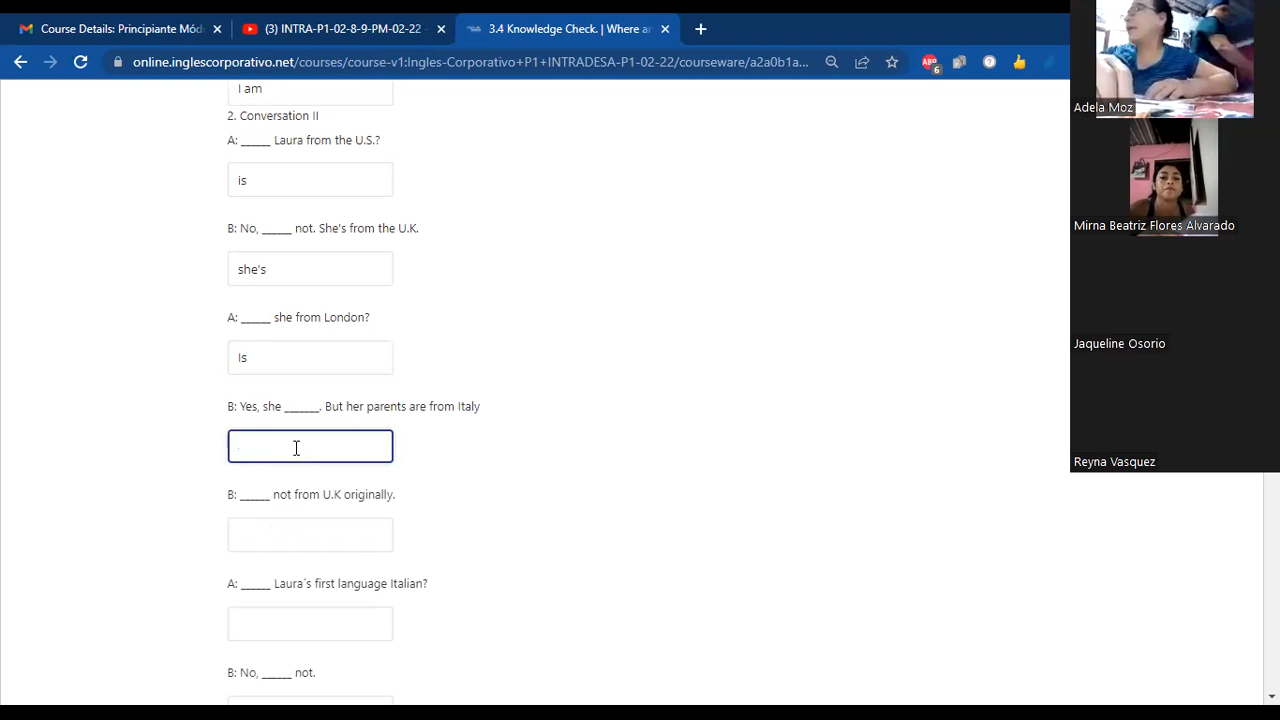 Course Details: Principiante Mód
(3) INTRA-P1-02-8-9-PM-02-22
3.4 Knowledge Check. | Where ar
online.inglescorporativo.net/courses/course-v1:Ingles-Corporativo+P1+INTRADESA-P1-02-22/courseware/a2a0b1a...
ABP
6
I am
2. Conversation II
A: _____ Laura from the U.S.?
is
B: No, _____ not. She's from the U.K.
she's
A: _____ she from London?
Is
B: Yes, she ______. But her parents are from Italy
B: _____ not from U.K originally.
A: _____ Laura´s first language Italian?
B: No, _____ not.
Adela Moz
Mirna Beatriz Flores Alvarado
Jaqueline Osorio
Reyna Vasquez